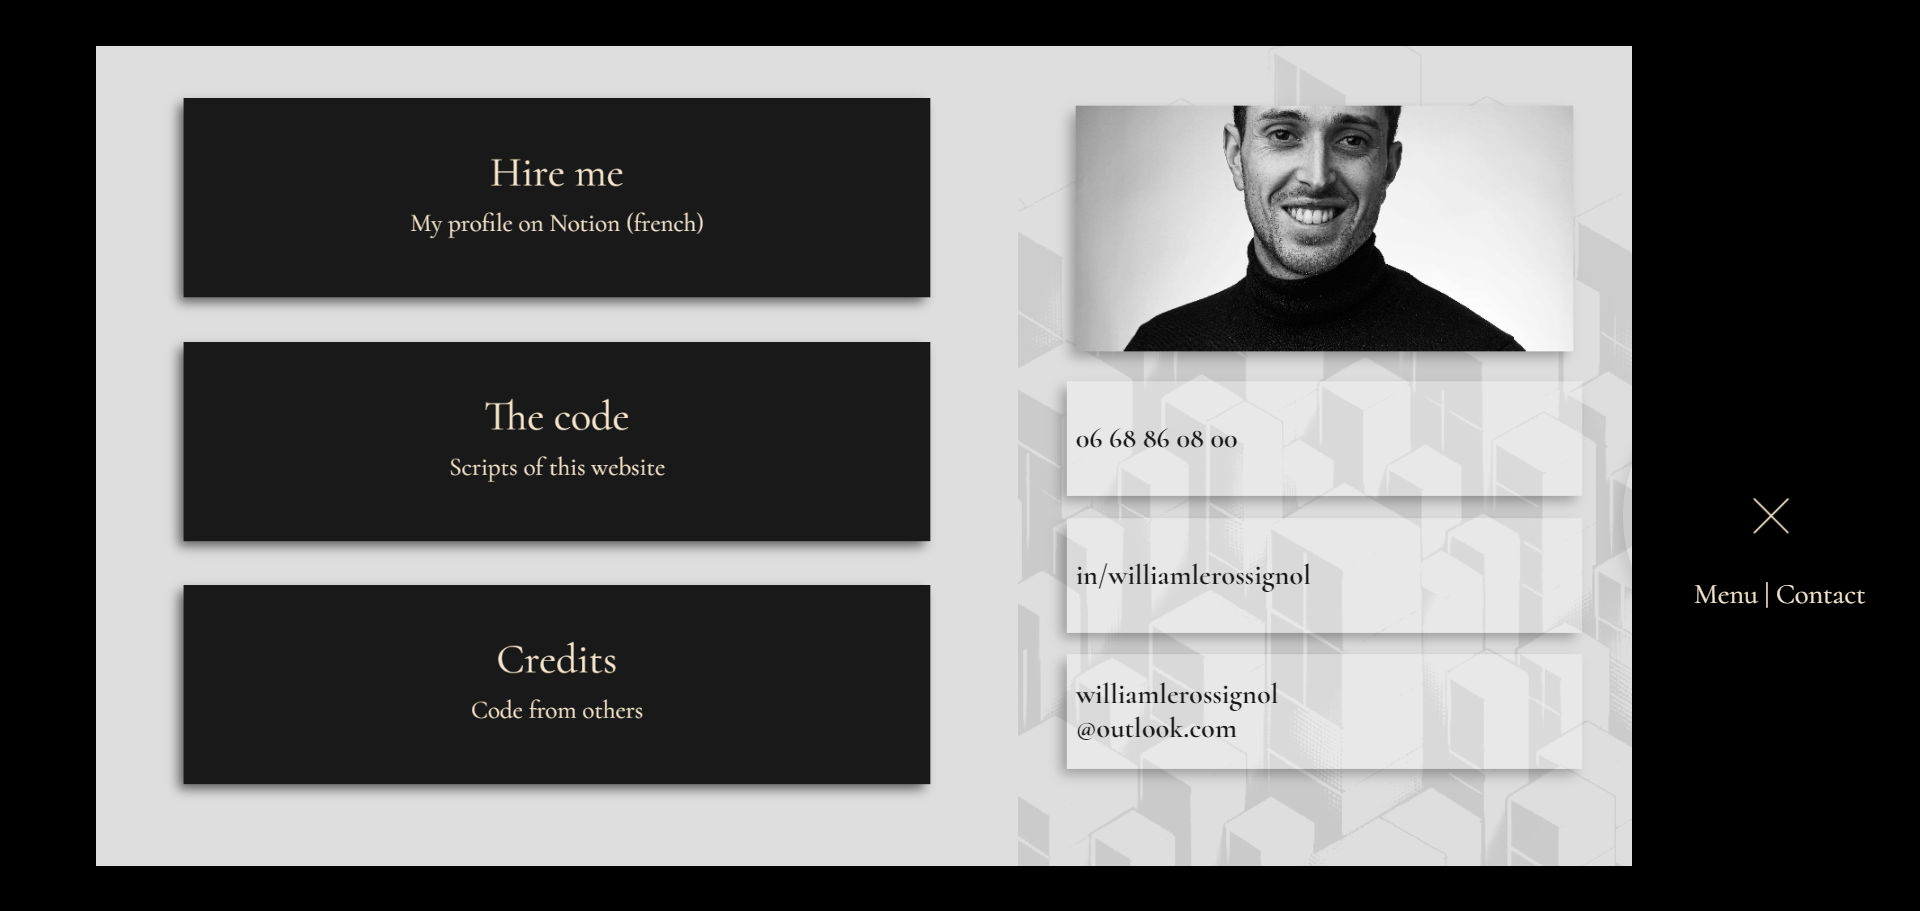 Hire me
My profile on Notion (french)
The code
Scripts of this website
Credits
Code from others
06 68 86 08 00
in/williamlerossignol
williamlerossignol
@outlook.com
Menu | Contact